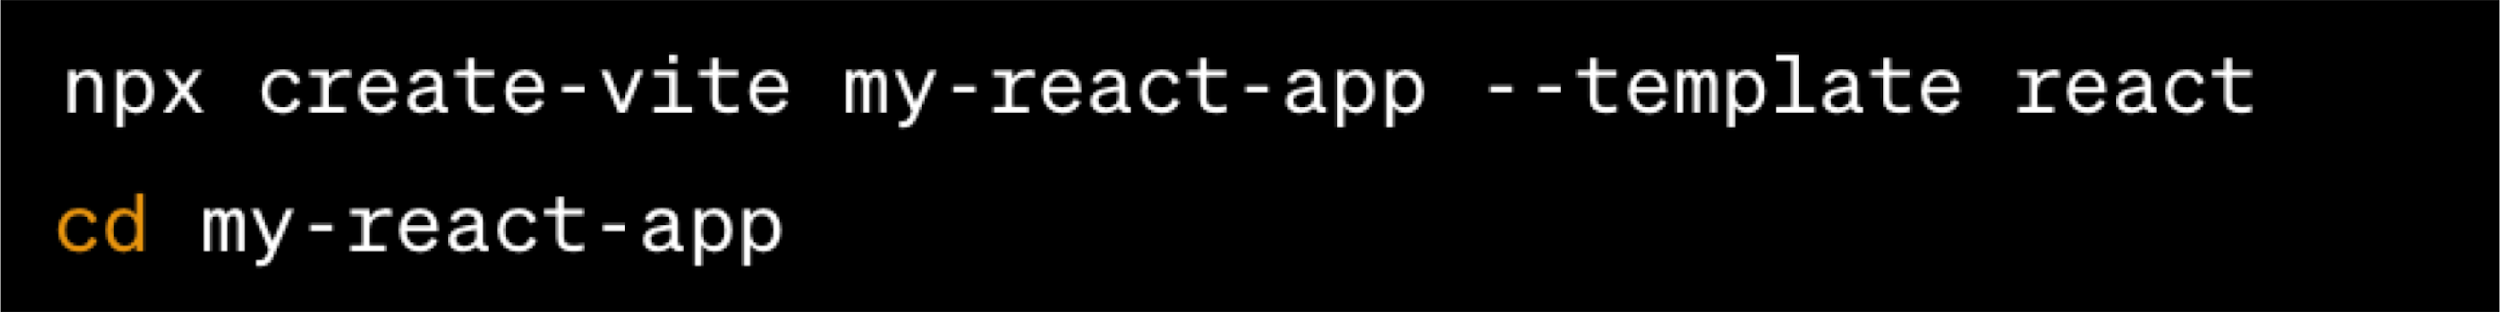 npx create-vite my-react-app --template react
cd my-react-app